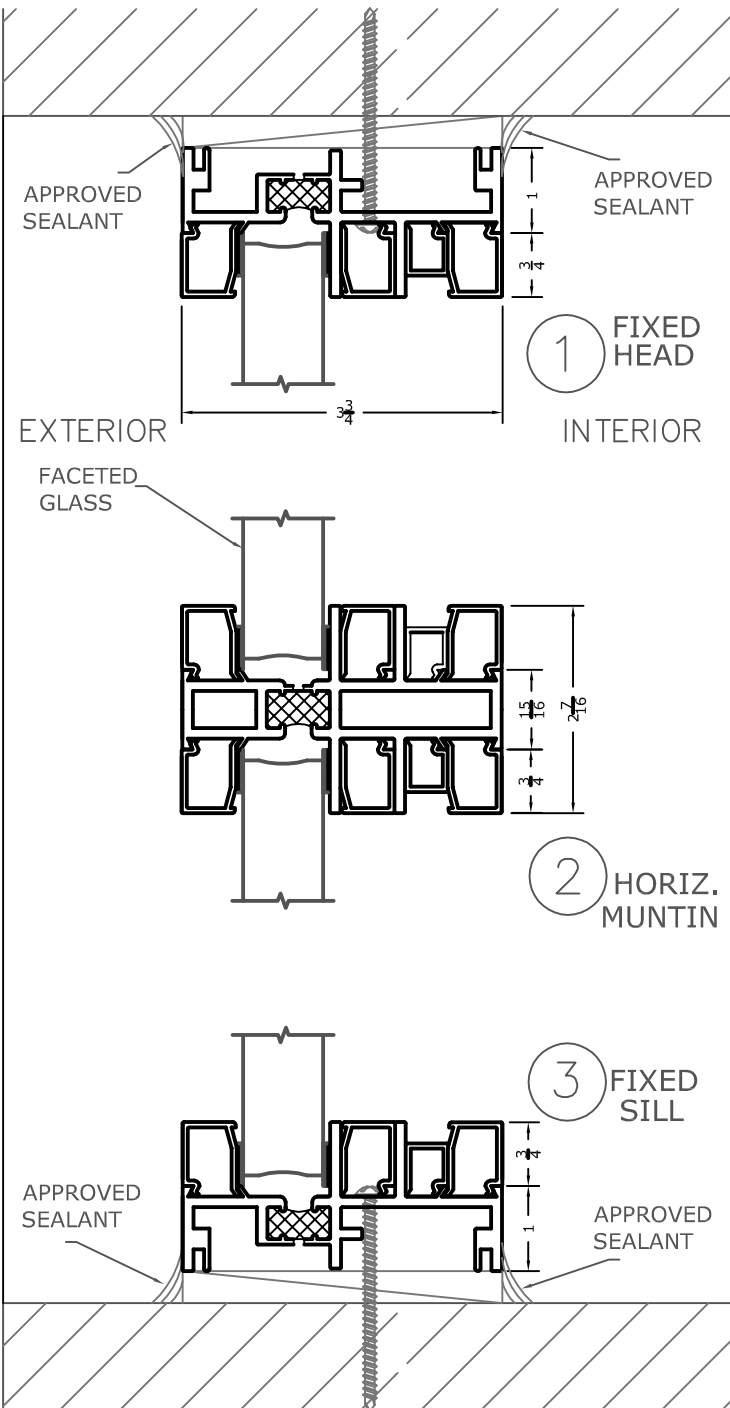 APPROVED
SEALANT
APPROVED
SEALANT
1
3/4
1
FIXED
HEAD
3 3/4
EXTERIOR
INTERIOR
FACETED
GLASS
15/16
2 7/16
3/4
2
HORIZ.
MUNTIN
3
FIXED
SILL
3/4
1
APPROVED
SEALANT
APPROVED
SEALANT